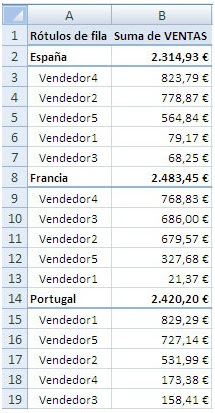 A B
1 Rótulos de fila Suma de VENTAS
2 España 2.314,93 €
3 Vendedor4 823,79 €
4 Vendedor2 778,87 €
5 Vendedor5 564,84 €
6 Vendedor1 79,17 €
7 Vendedor3 68,25 €
8 Francia 2.483,45 €
9 Vendedor4 768,83 €
10 Vendedor3 686,00 €
11 Vendedor2 679,57 €
12 Vendedor5 327,68 €
13 Vendedor1 21,37 €
14 Portugal 2.420,20 €
15 Vendedor1 829,29 €
16 Vendedor5 727,14 €
17 Vendedor2 531,99 €
18 Vendedor4 173,38 €
19 Vendedor3 158,41 €